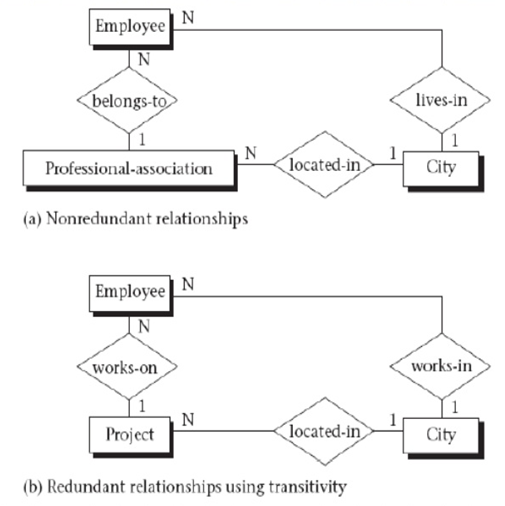 Employee N
N
belongs-to lives-in
1 1
Professional-association N located-in 1 City
(a) Nonredundant relationships
Employee N
N
works-on works-in
1 1
Project N located-in 1 City
(b) Redundant relationships using transitivity